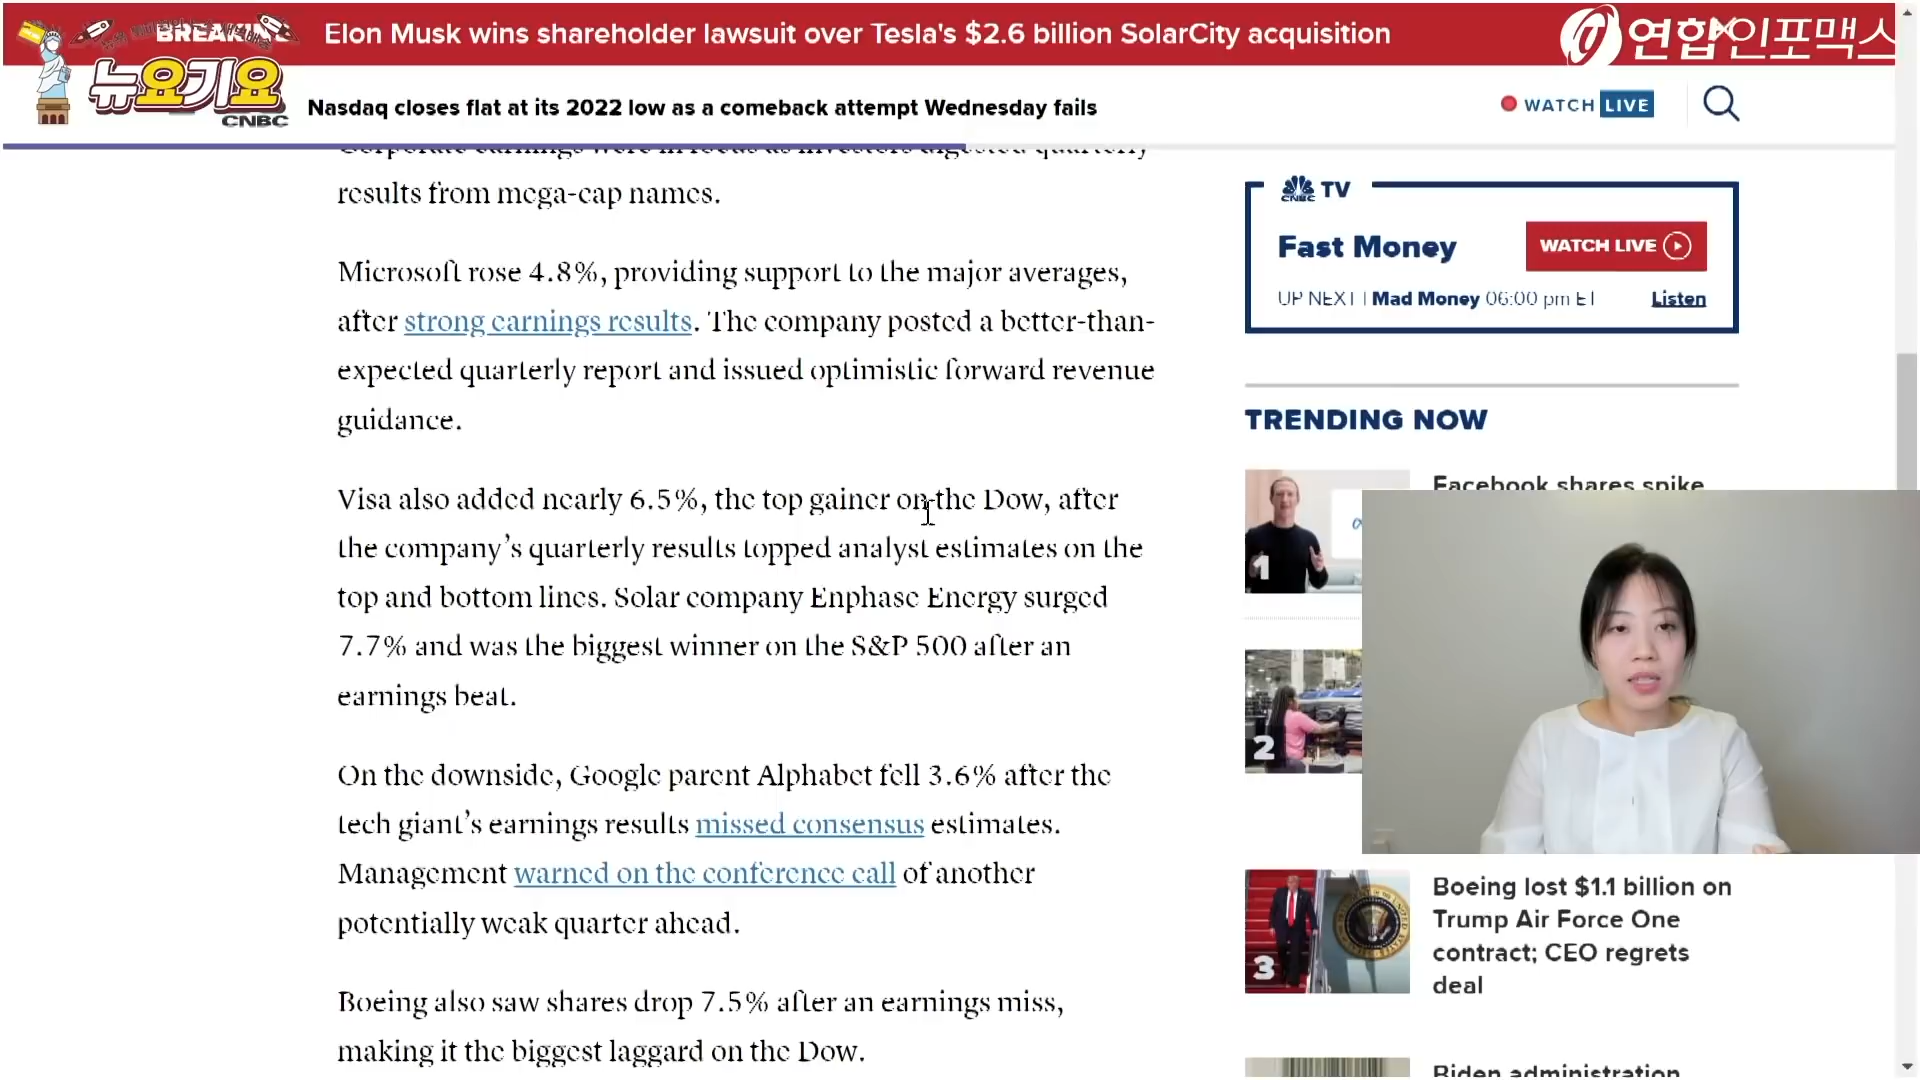 BREAKING
Elon Musk wins shareholder lawsuit over Tesla's $2.6 billion SolarCity acquisition
연합인포맥스
뉴욕기요
CNBC
Nasdaq closes flat at its 2022 low as a comeback attempt Wednesday fails
WATCH LIVE
Corporate earnings were in focus as investors digested quarterly
results from mega-cap names.
Microsoft rose 4.8%, providing support to the major averages,
after strong earnings results. The company posted a better-than-
expected quarterly report and issued optimistic forward revenue
guidance.
Visa also added nearly 6.5%, the top gainer on the Dow, after
the company's quarterly results topped analyst estimates on the
top and bottom lines. Solar company Enphase Energy surged
7.7% and was the biggest winner on the S&P 500 after an
earnings beat.
On the downside, Google parent Alphabet fell 3.6% after the
tech giant's earnings results missed consensus estimates.
Management warned on the conference call of another
potentially weak quarter ahead.
Boeing also saw shares drop 7.5% after an earnings miss,
making it the biggest laggard on the Dow.
CNBC TV
Fast Money
WATCH LIVE
UP NEXT | Mad Money 06:00 pm ET
Listen
TRENDING NOW
1
Facebook shares spike
2
3
Boeing lost $1.1 billion on
Trump Air Force One
contract; CEO regrets
deal
Biden administration